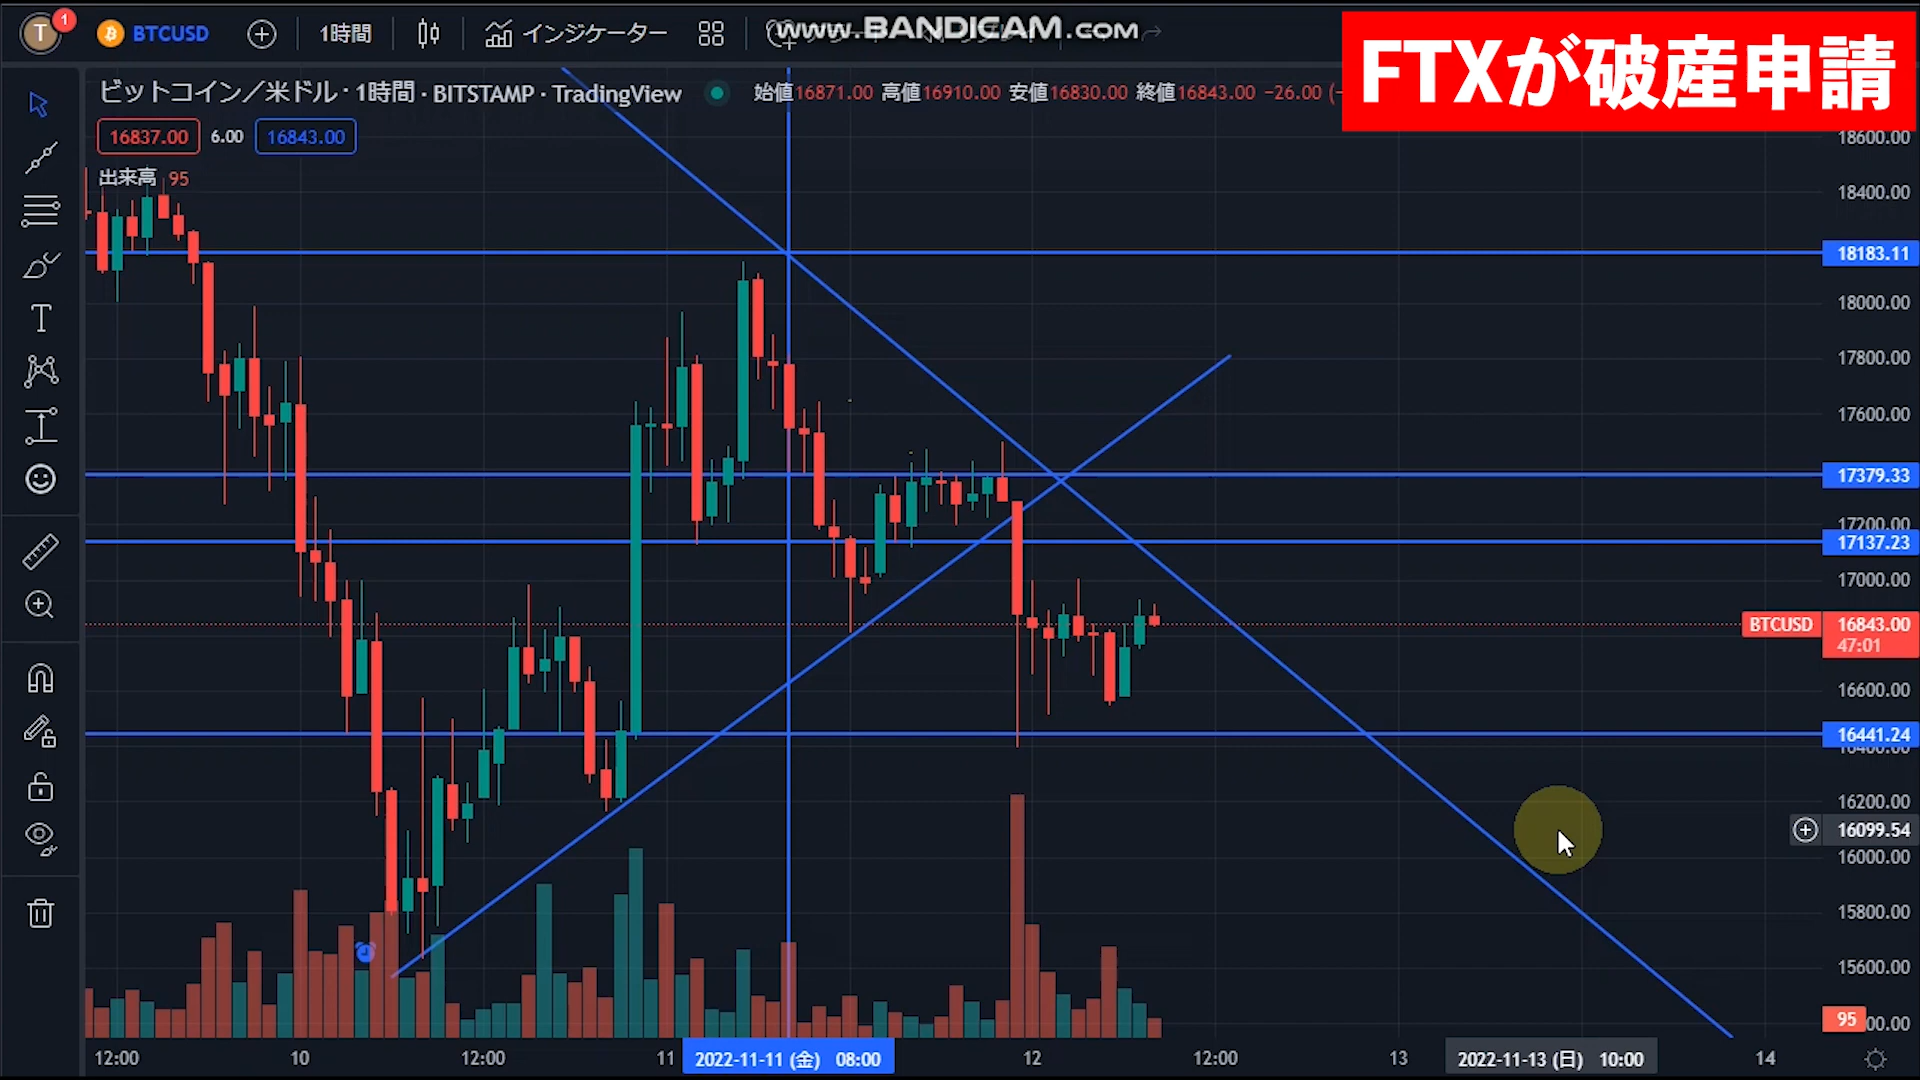 T
1
BTCUSD
1時間
インジケーター
www.BANDICAM.com
FTXが破産申請
ビットコイン／米ドル · 1時間 · BITSTAMP · TradingView
始値16871.00 高値16910.00 安値16830.00 終値16843.00 −26.00
16837.00 6.00 16843.00
出来高 95
18600.00
18400.00
18183.11
18000.00
17800.00
17600.00
17379.33
17200.00
17137.23
17000.00
BTCUSD 16843.00
47:01
16600.00
16441.24
16400.00
16200.00
16099.54
16000.00
15800.00
15600.00
95
00.00
12:00 10 12:00 11 2022-11-11 (金) 08:00 12 12:00 13 2022-11-13 (日) 10:00 14